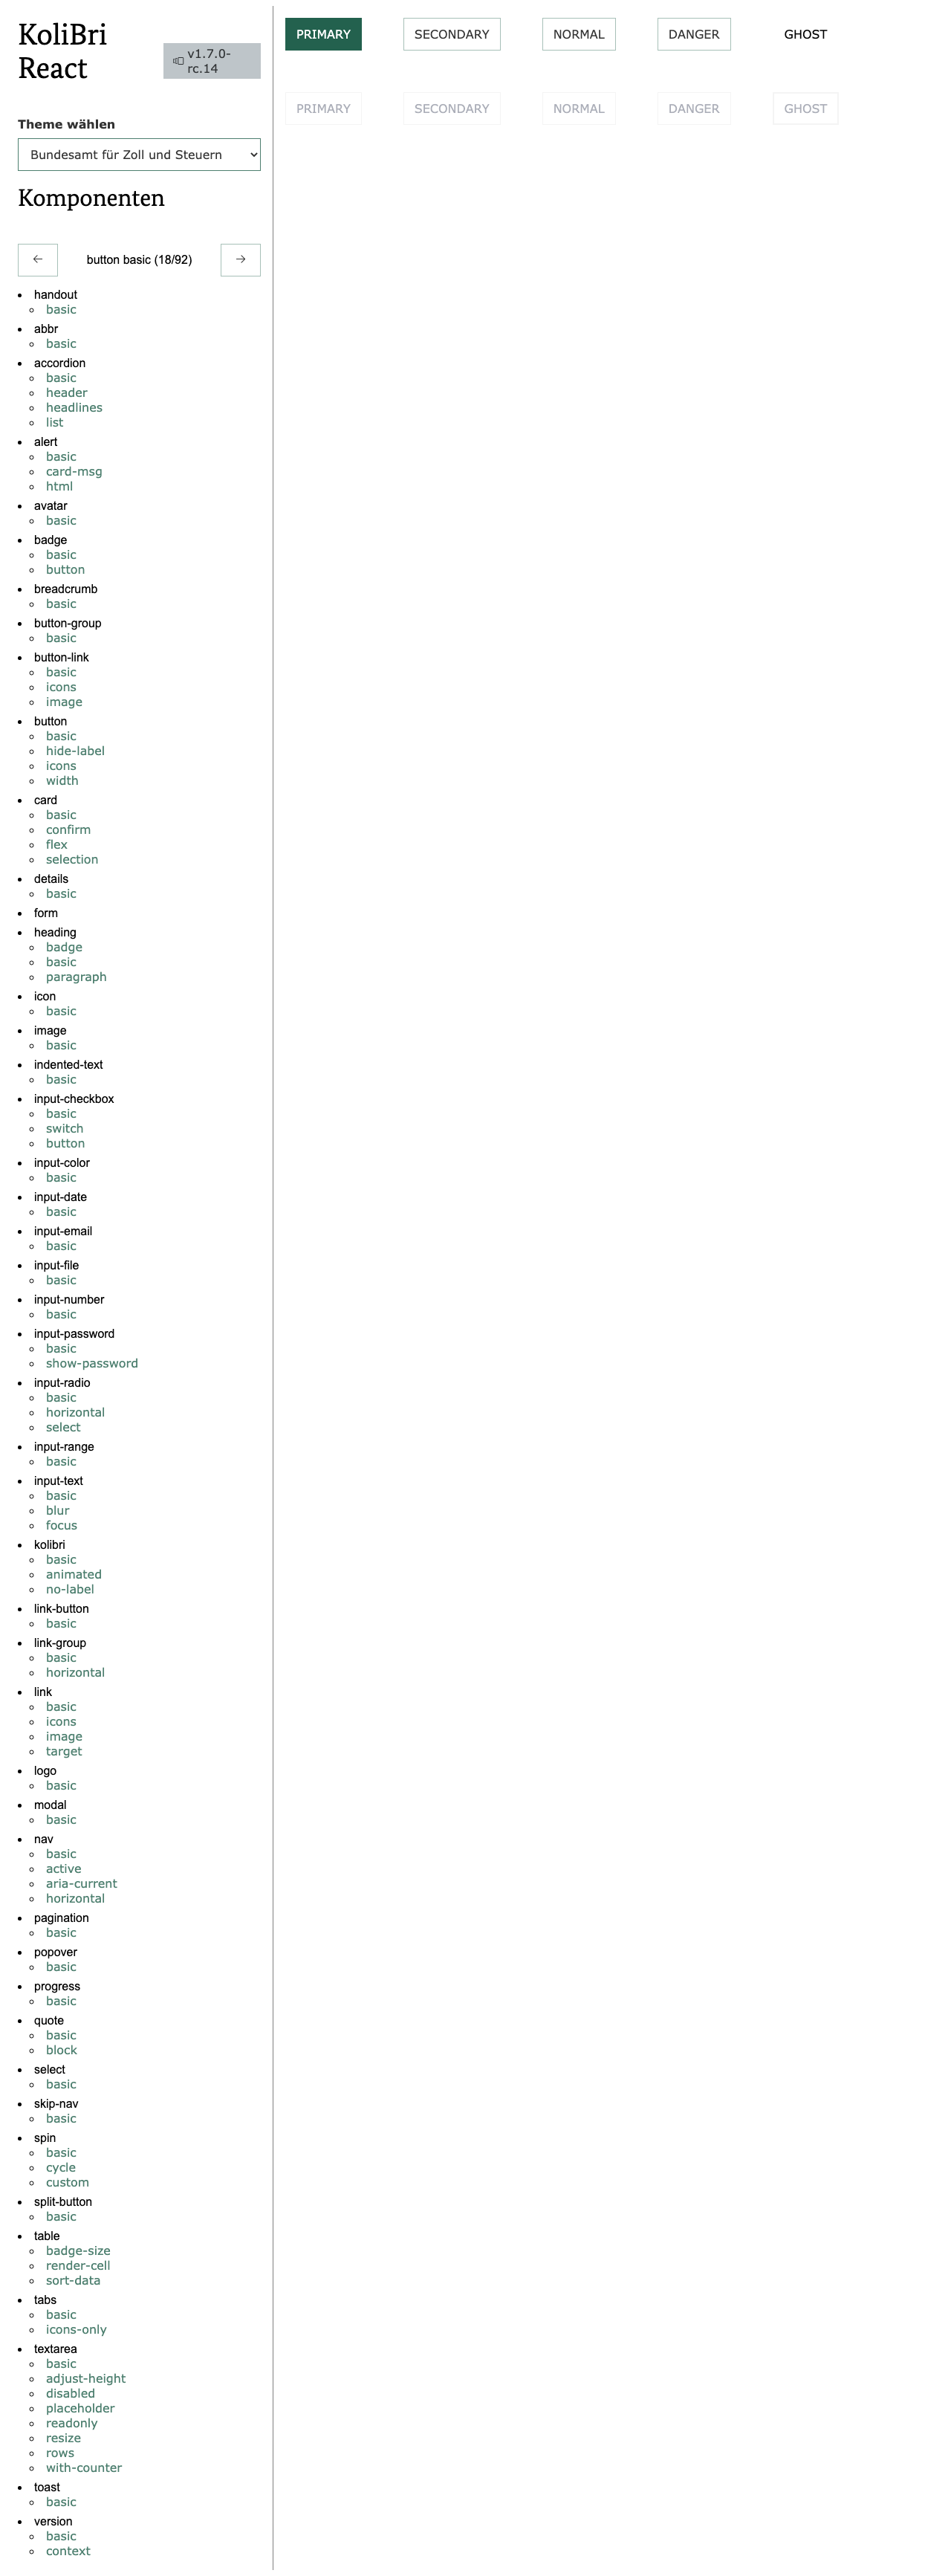 KoliBri
React
v1.7.0-
rc.14
Theme wählen
Bundesamt für Zoll und Steuern
Komponenten
← button basic (18/92) →
handout
basic
abbr
basic
accordion
basic
header
headlines
list
alert
basic
card-msg
html
avatar
basic
badge
basic
button
breadcrumb
basic
button-group
basic
button-link
basic
icons
image
button
basic
hide-label
icons
width
card
basic
confirm
flex
selection
details
basic
form
heading
badge
basic
paragraph
icon
basic
image
basic
indented-text
basic
input-checkbox
basic
switch
button
input-color
basic
input-date
basic
input-email
basic
input-file
basic
input-number
basic
input-password
basic
show-password
input-radio
basic
horizontal
select
input-range
basic
input-text
basic
blur
focus
kolibri
basic
animated
no-label
link-button
basic
link-group
basic
horizontal
link
basic
icons
image
target
logo
basic
modal
basic
nav
basic
active
aria-current
horizontal
pagination
basic
popover
basic
progress
basic
quote
basic
block
select
basic
skip-nav
basic
spin
basic
cycle
custom
split-button
basic
table
badge-size
render-cell
sort-data
tabs
basic
icons-only
textarea
basic
adjust-height
disabled
placeholder
readonly
resize
rows
with-counter
toast
basic
version
basic
context
PRIMARY SECONDARY NORMAL DANGER GHOST
PRIMARY SECONDARY NORMAL DANGER GHOST